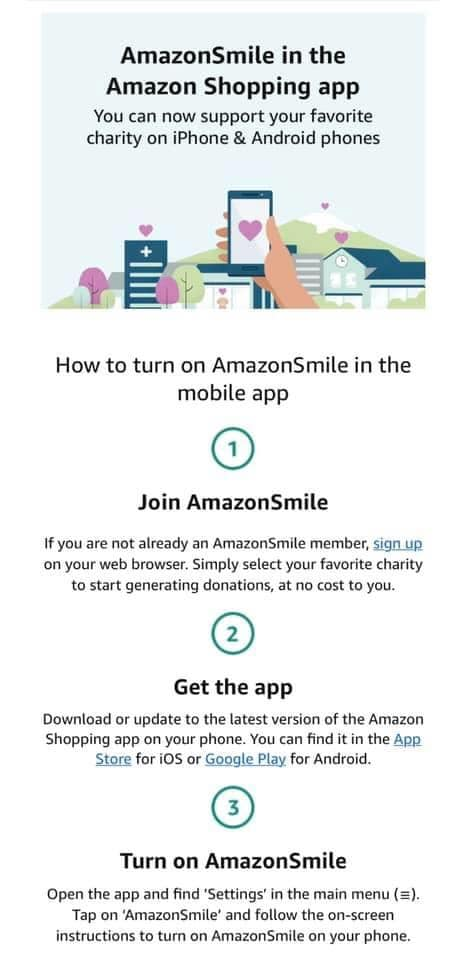 AmazonSmile in the
Amazon Shopping app
You can now support your favorite
charity on iPhone & Android phones
How to turn on AmazonSmile in the
mobile app
1
Join AmazonSmile
If you are not already an AmazonSmile member, sign up
on your web browser. Simply select your favorite charity
to start generating donations, at no cost to you.
2
Get the app
Download or update to the latest version of the Amazon
Shopping app on your phone. You can find it in the App
Store for iOS or Google Play for Android.
3
Turn on AmazonSmile
Open the app and find 'Settings' in the main menu (≡).
Tap on 'AmazonSmile' and follow the on-screen
instructions to turn on AmazonSmile on your phone.